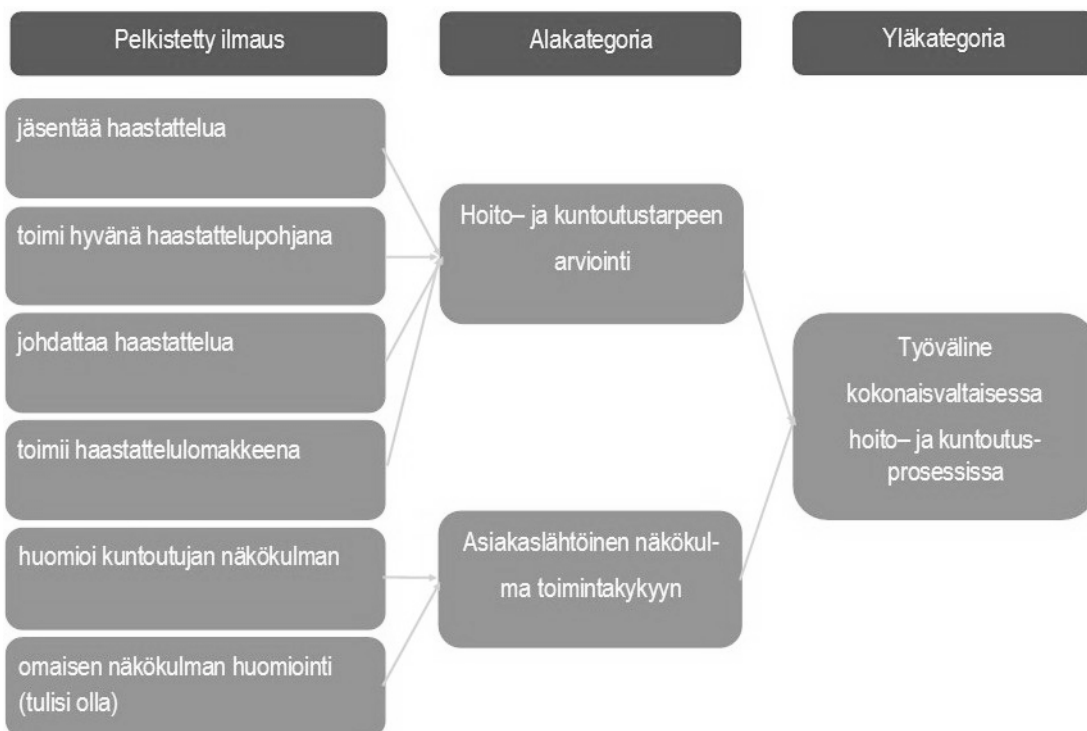 Pelkistetty ilmaus
Alakategoria
Yläkategoria
jäsentää haastattelua
toimi hyvänä haastattelupohjana
johdattaa haastattelua
toimii haastattelulomakkeena
huomioi kuntoutujan näkökulman
omaisen näkökulman huomiointi
(tulisi olla)
Hoito– ja kuntoutustarpeen
arviointi
Asiakaslähtöinen näkökul-
ma toimintakykyyn
Työväline
kokonaisvaltaisessa
hoito– ja kuntoutus-
prosessissa